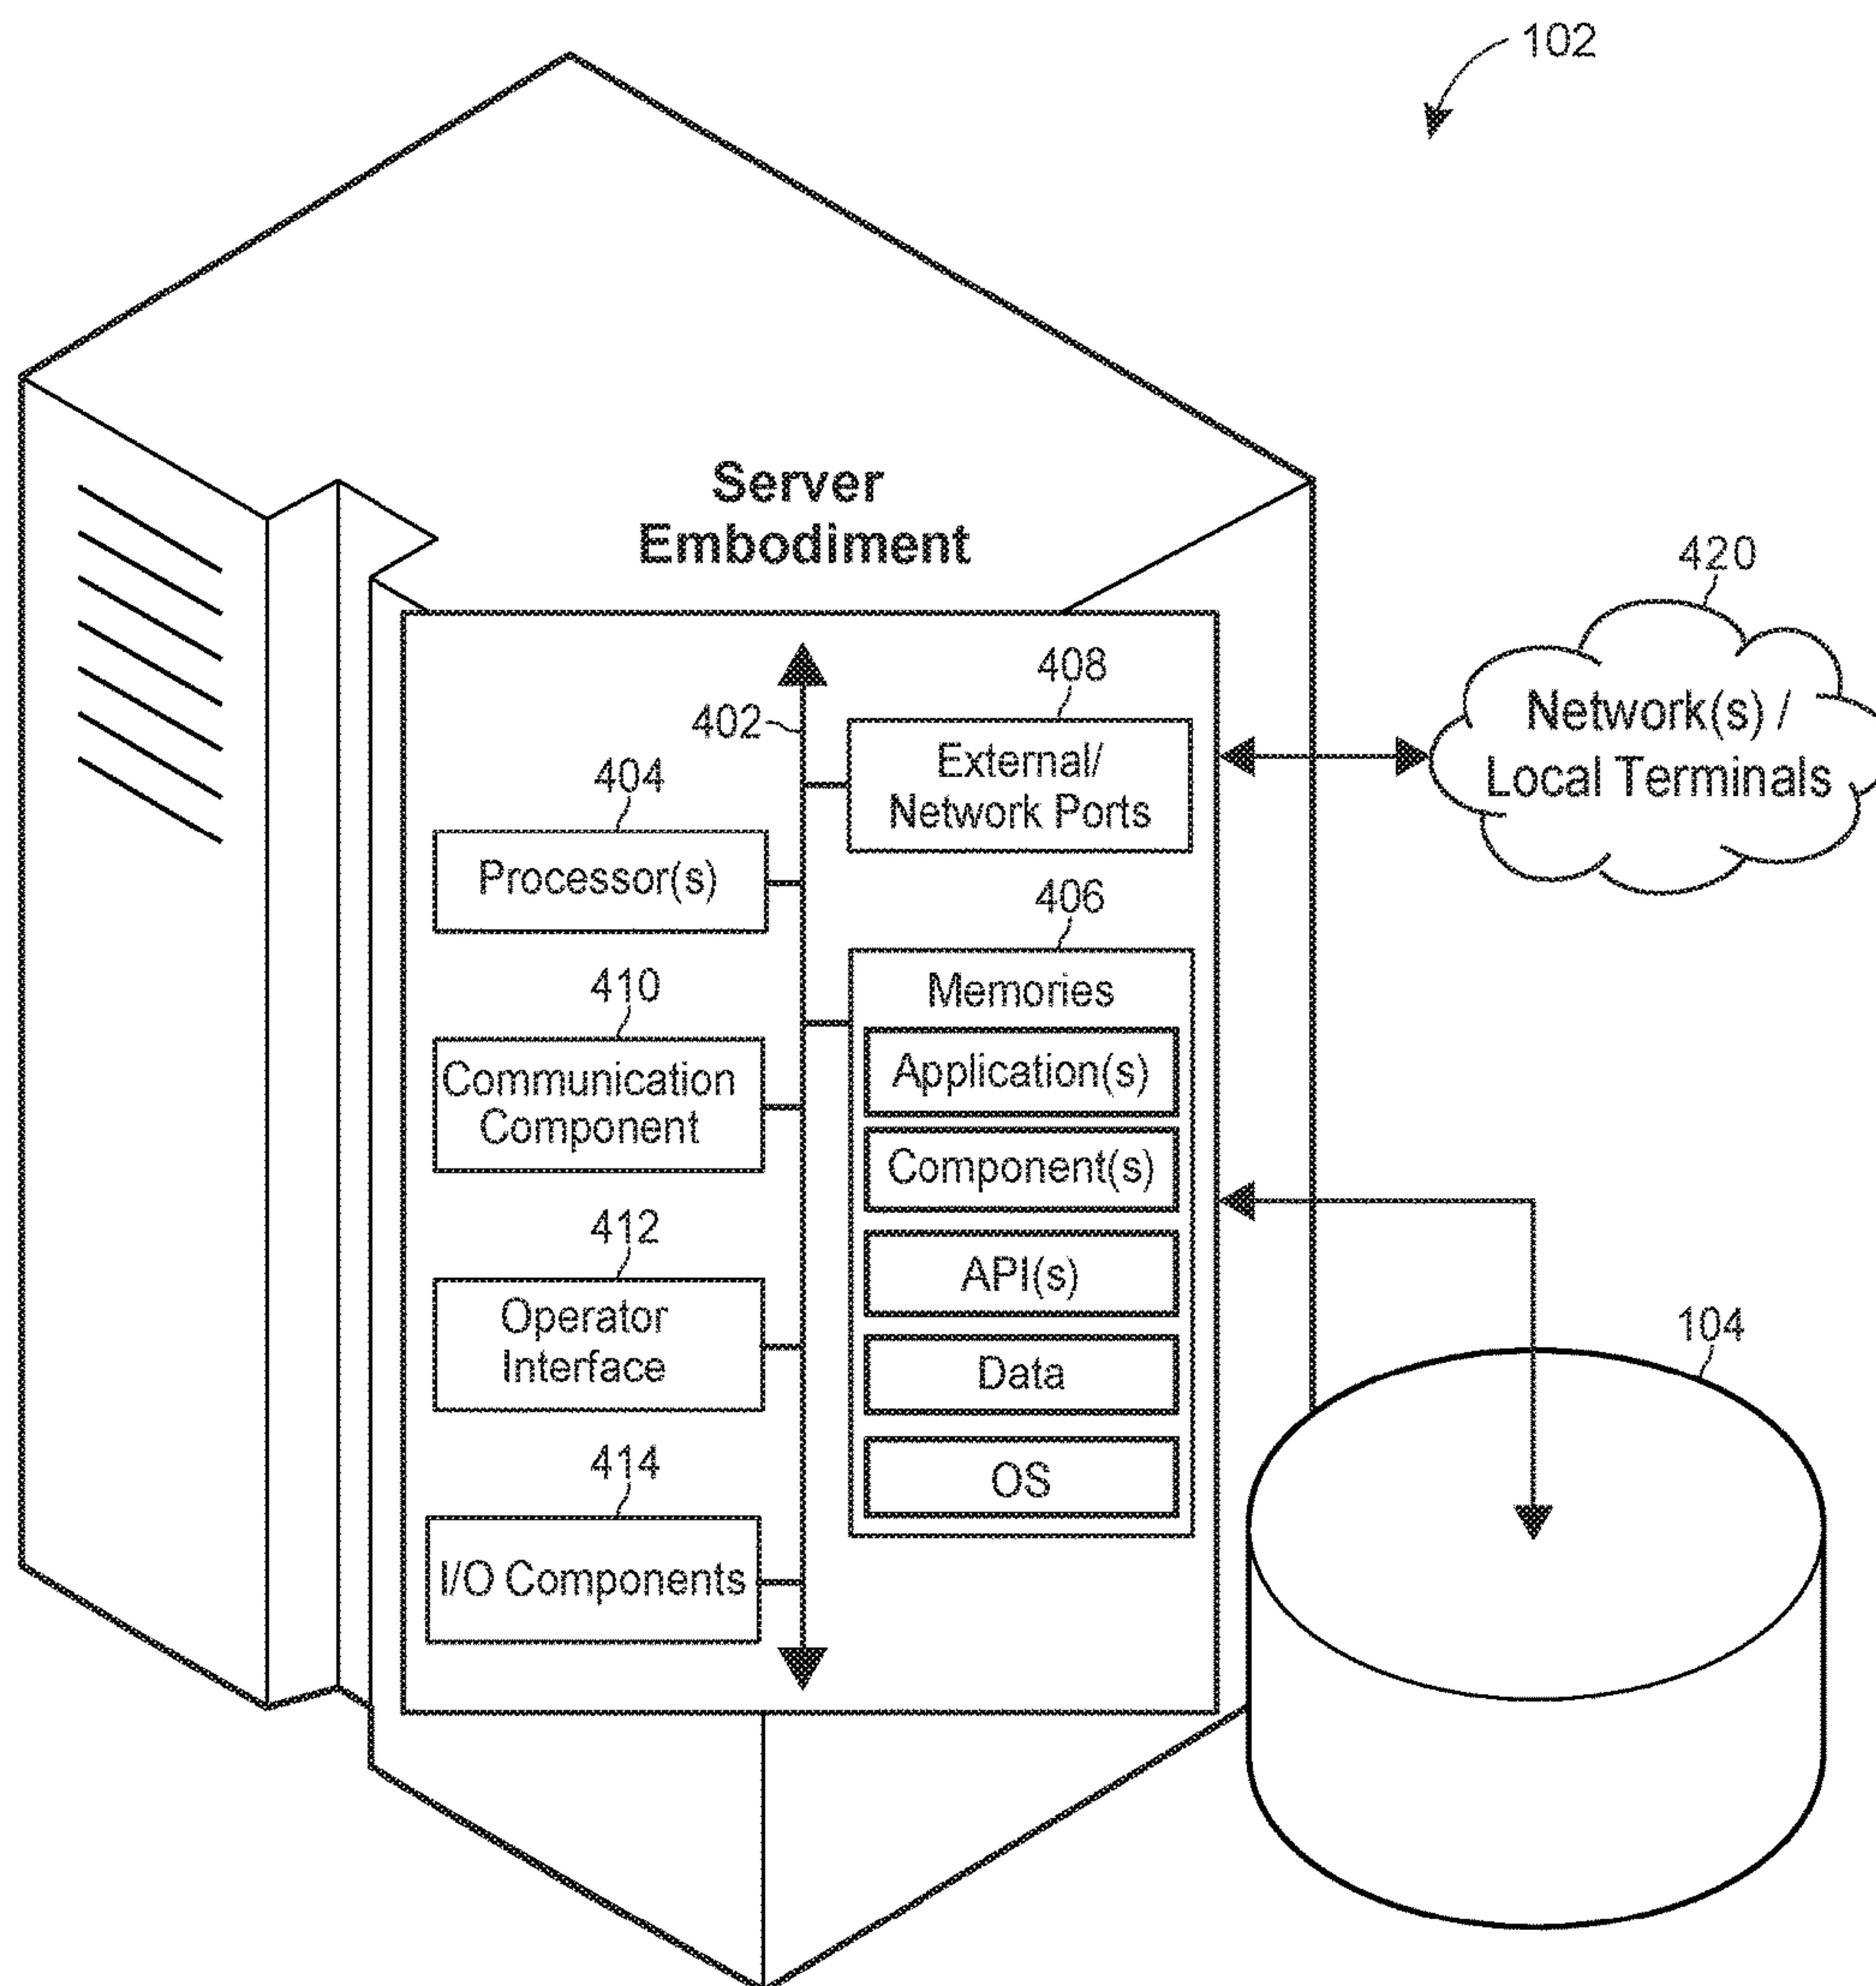 102
Server
Embodiment
420
Network(s) /
Local Terminals
402
408
External/
Network Ports
404
Processor(s)
406
Memories
Application(s)
Component(s)
API(s)
Data
OS
410
Communication
Component
412
Operator
Interface
414
I/O Components
104